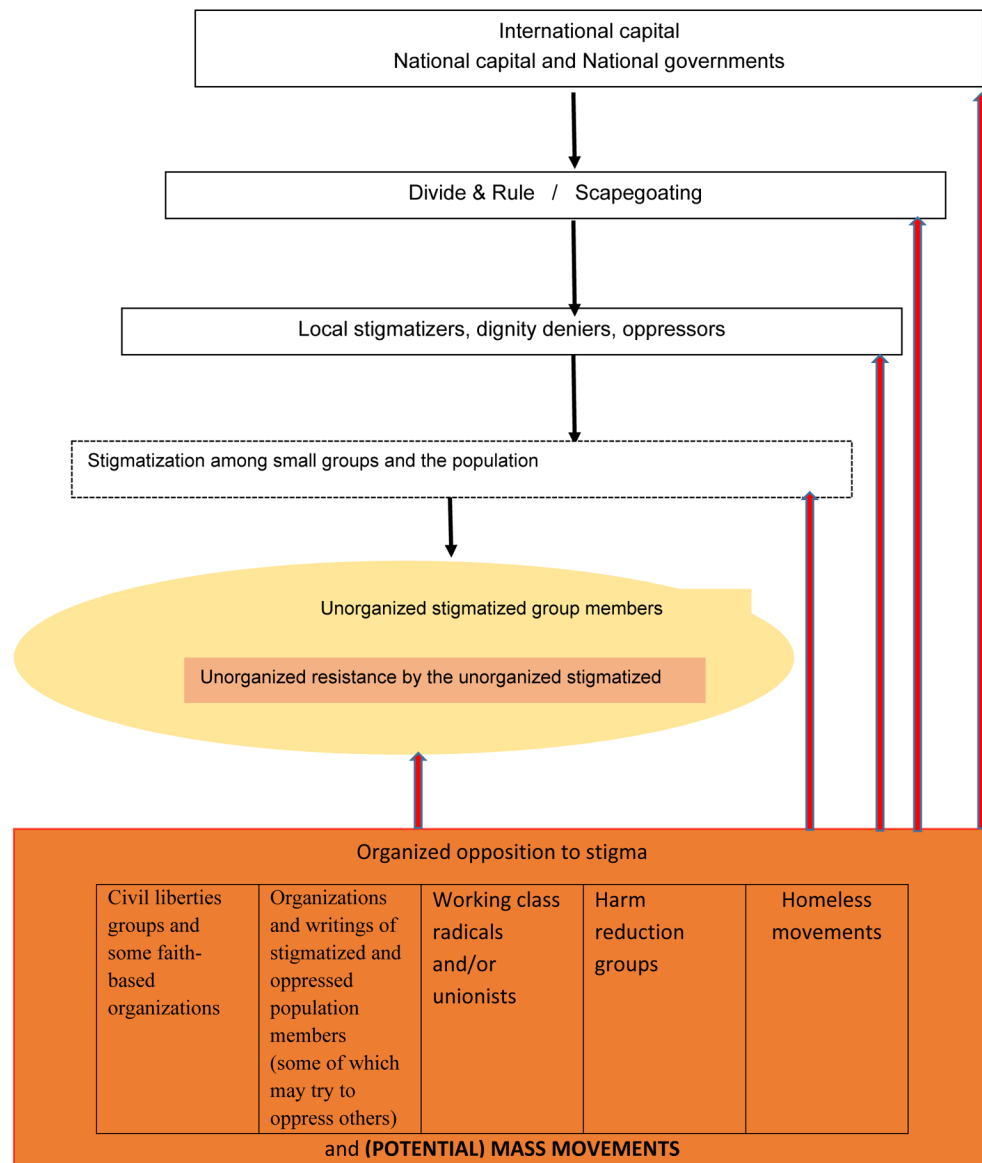 International capital
National capital and National governments
Divide & Rule / Scapegoating
Local stigmatizers, dignity deniers, oppressors
Stigmatization among small groups and the population
Unorganized stigmatized group members
Unorganized resistance by the unorganized stigmatized
Organized opposition to stigma
Civil liberties
groups and
some faith-
based
organizations
Organizations
and writings of
stigmatized and
oppressed
population
members
(some of which
may try to
oppress others)
Working class
radicals
and/or
unionists
Harm
reduction
groups
Homeless
movements
and (POTENTIAL) MASS MOVEMENTS